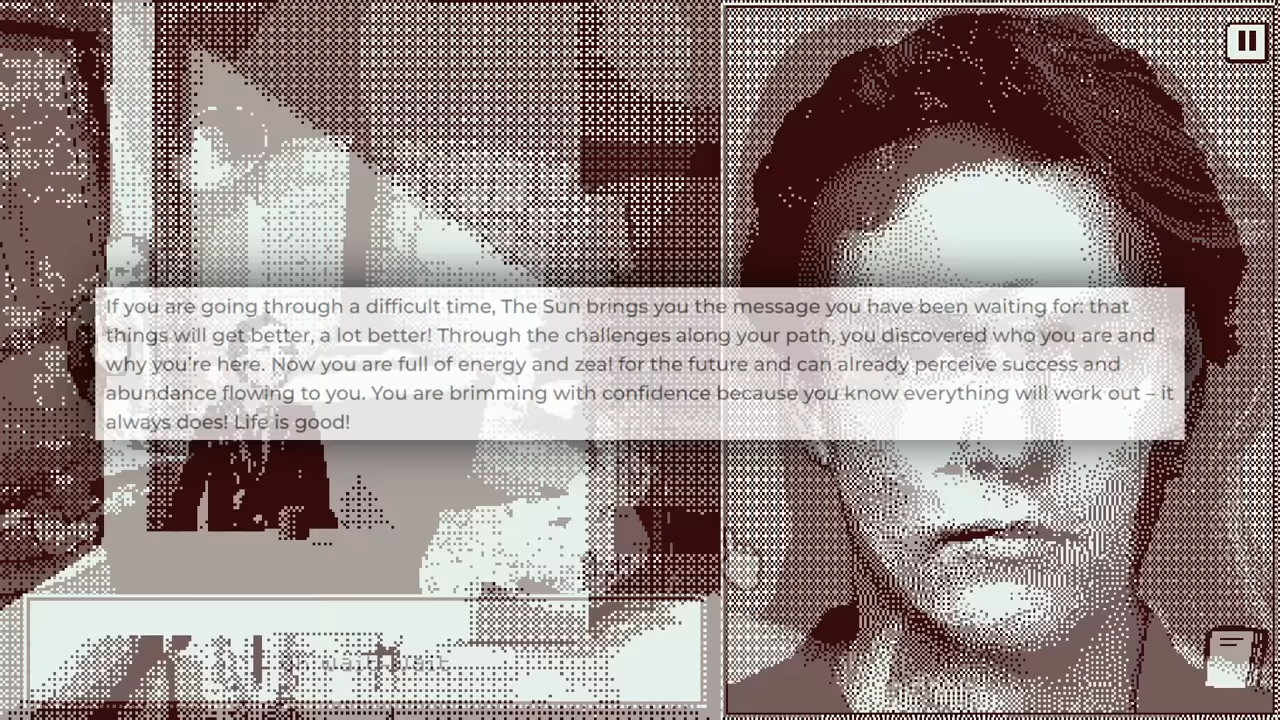 If you are going through a difficult time, The Sun brings you the message you have been waiting for: that
things will get better, a lot better! Through the challenges along your path, you discovered who you are and
why you're here. Now you are full of energy and zeal for the future and can already perceive success and
abundance flowing to you. You are brimming with confidence because you know everything will work out – it
always does! Life is good!